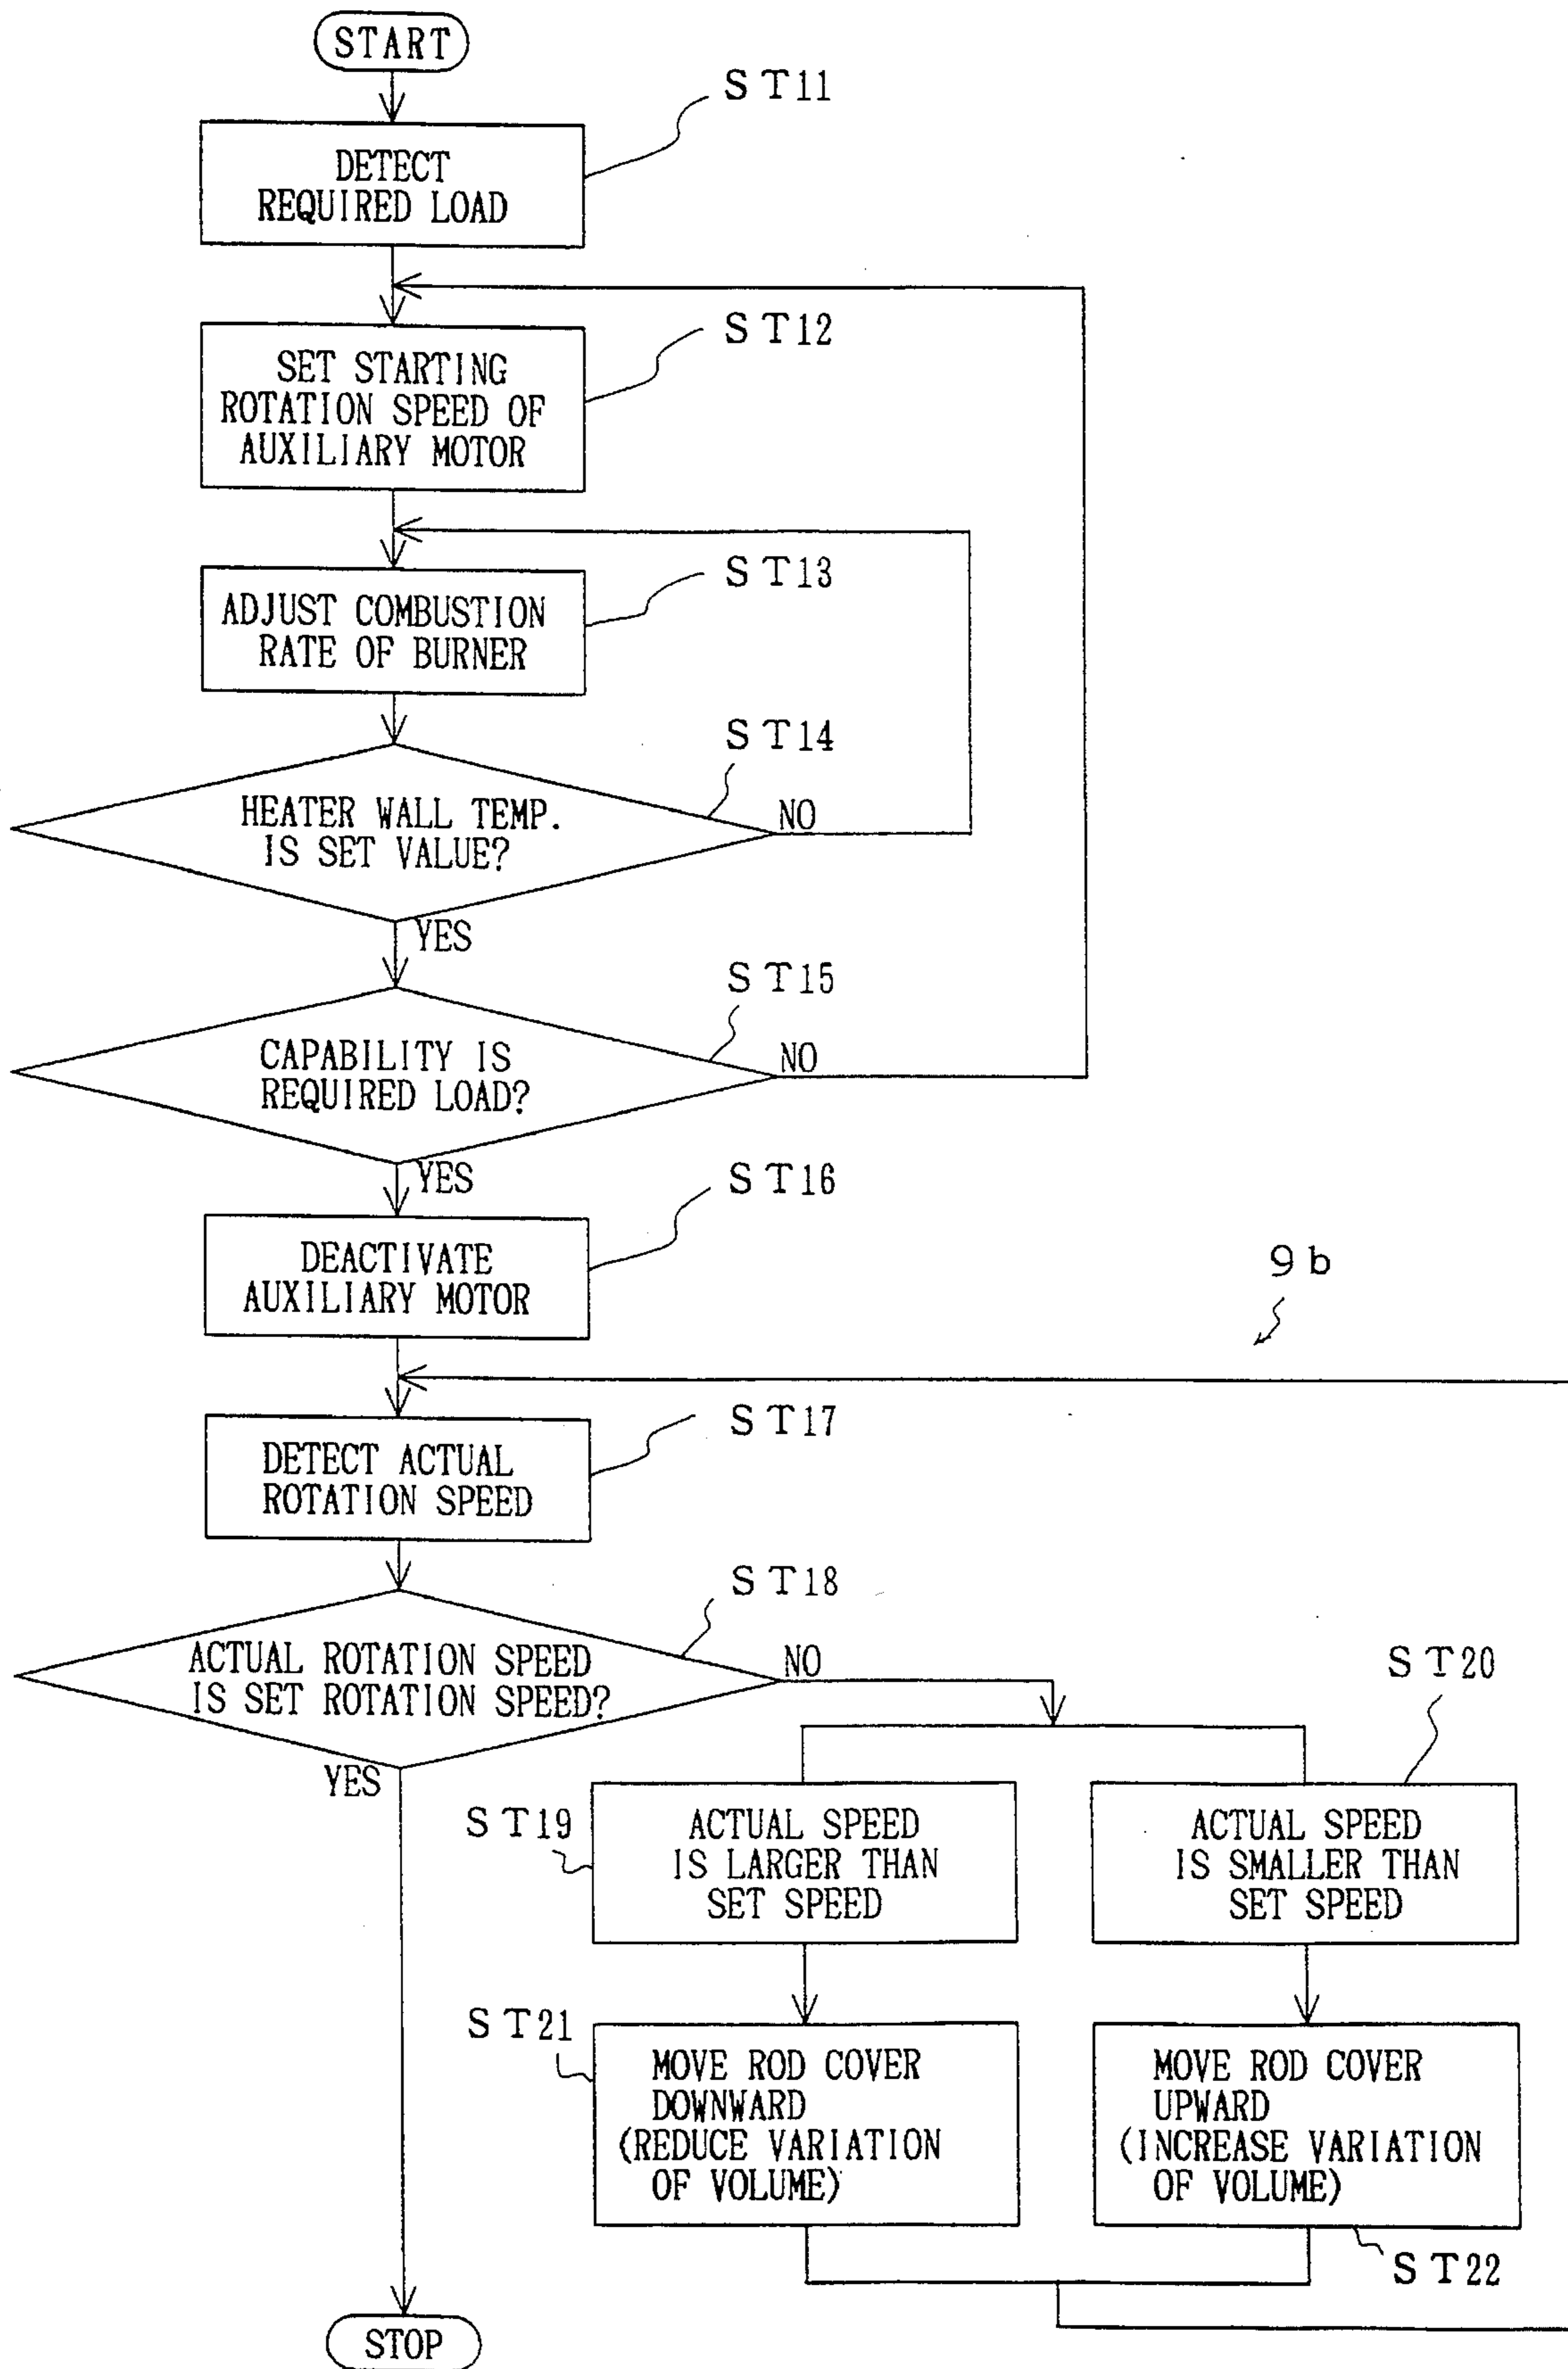 START
ST11
DETECT
REQUIRED LOAD
ST12
SET STARTING
ROTATION SPEED OF
AUXILIARY MOTOR
ST13
ADJUST COMBUSTION
RATE OF BURNER
ST14
HEATER WALL TEMP.
IS SET VALUE?
NO
YES
ST15
CAPABILITY IS
REQUIRED LOAD?
NO
YES
ST16
DEACTIVATE
AUXILIARY MOTOR
9b
ST17
DETECT ACTUAL
ROTATION SPEED
ST18
ACTUAL ROTATION SPEED
IS SET ROTATION SPEED?
NO
YES
ST19
ACTUAL SPEED
IS LARGER THAN
SET SPEED
ST20
ACTUAL SPEED
IS SMALLER THAN
SET SPEED
ST21
MOVE ROD COVER
DOWNWARD
(REDUCE VARIATION
OF VOLUME)
MOVE ROD COVER
UPWARD
(INCREASE VARIATION
OF VOLUME)
ST22
STOP